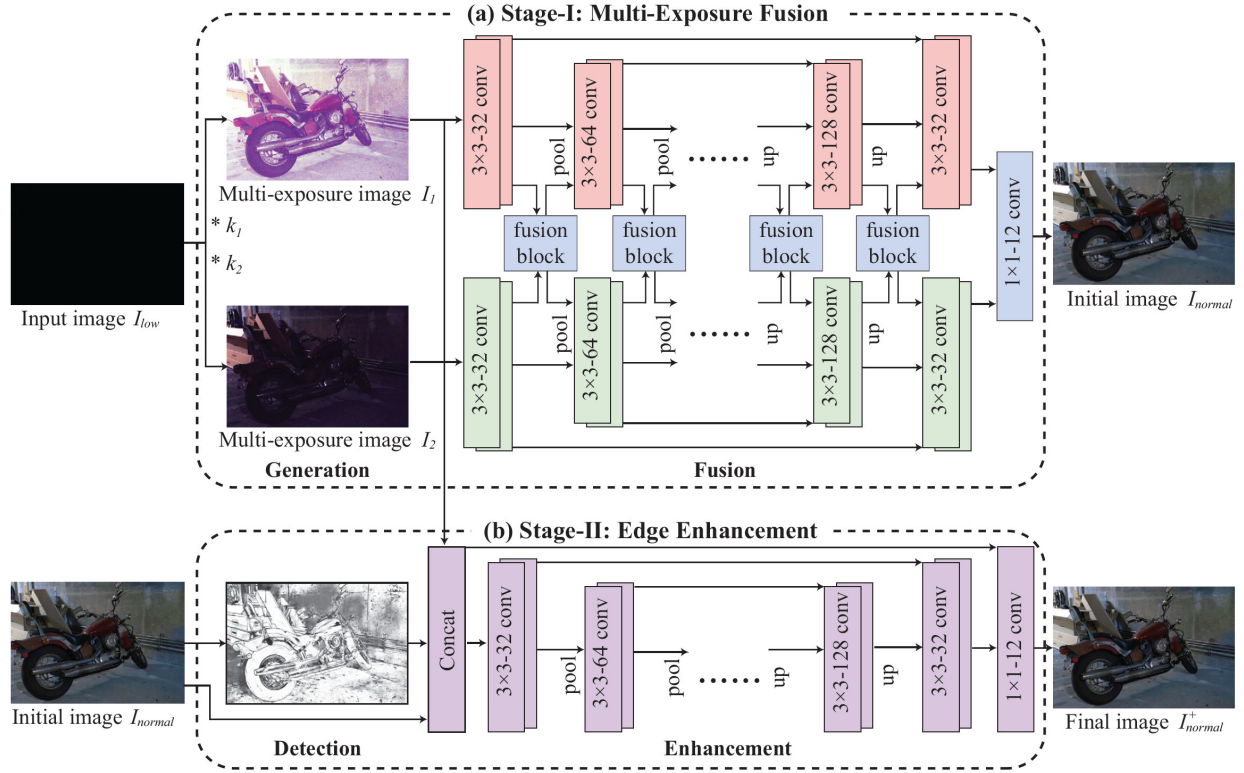 (a) Stage-I: Multi-Exposure Fusion
Multi-exposure image I1
* k1
* k2
Input image Ilow
Multi-exposure image I2
Generation
3×3-32 conv
pool
3×3-64 conv
pool
......
up
3×3-128 conv
up
3×3-32 conv
fusion block
fusion block
fusion block
fusion block
1×1-12 conv
Initial image Inormal
3×3-32 conv
pool
3×3-64 conv
pool
......
up
3×3-128 conv
up
3×3-32 conv
Fusion
(b) Stage-II: Edge Enhancement
Initial image Inormal
Detection
Concat
3×3-32 conv
pool
3×3-64 conv
pool
......
up
3×3-128 conv
up
3×3-32 conv
1×1-12 conv
Enhancement
Final image I+normal